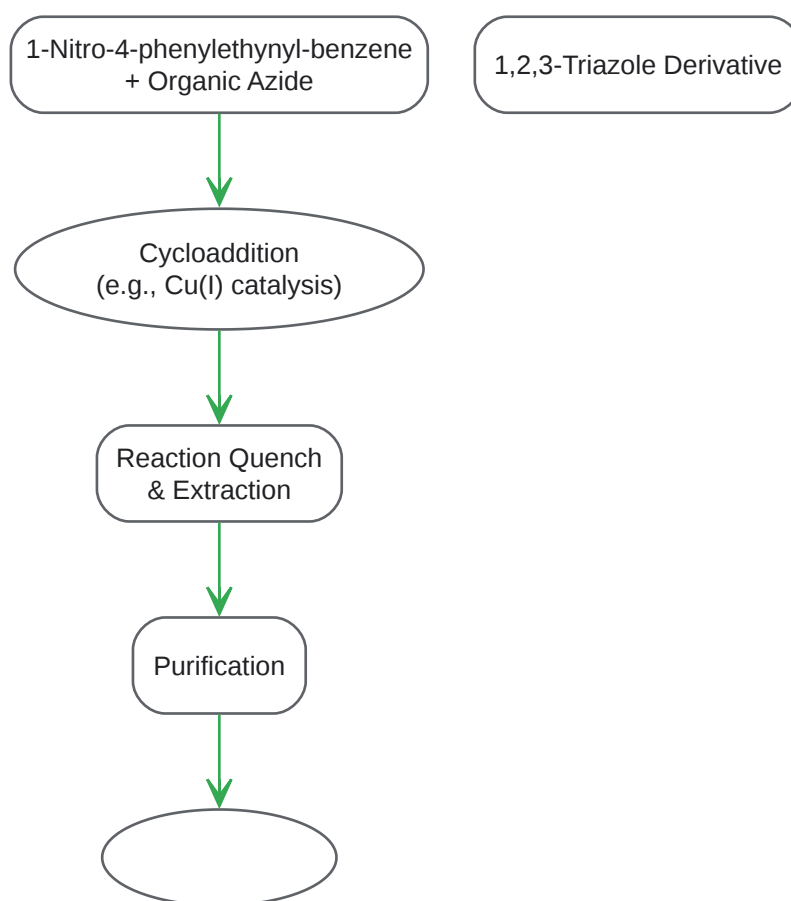 1-Nitro-4-phenylethynyl-benzene
+ Organic Azide
1,2,3-Triazole Derivative
Cycloaddition
(e.g., Cu(I) catalysis)
Reaction Quench
& Extraction
Purification